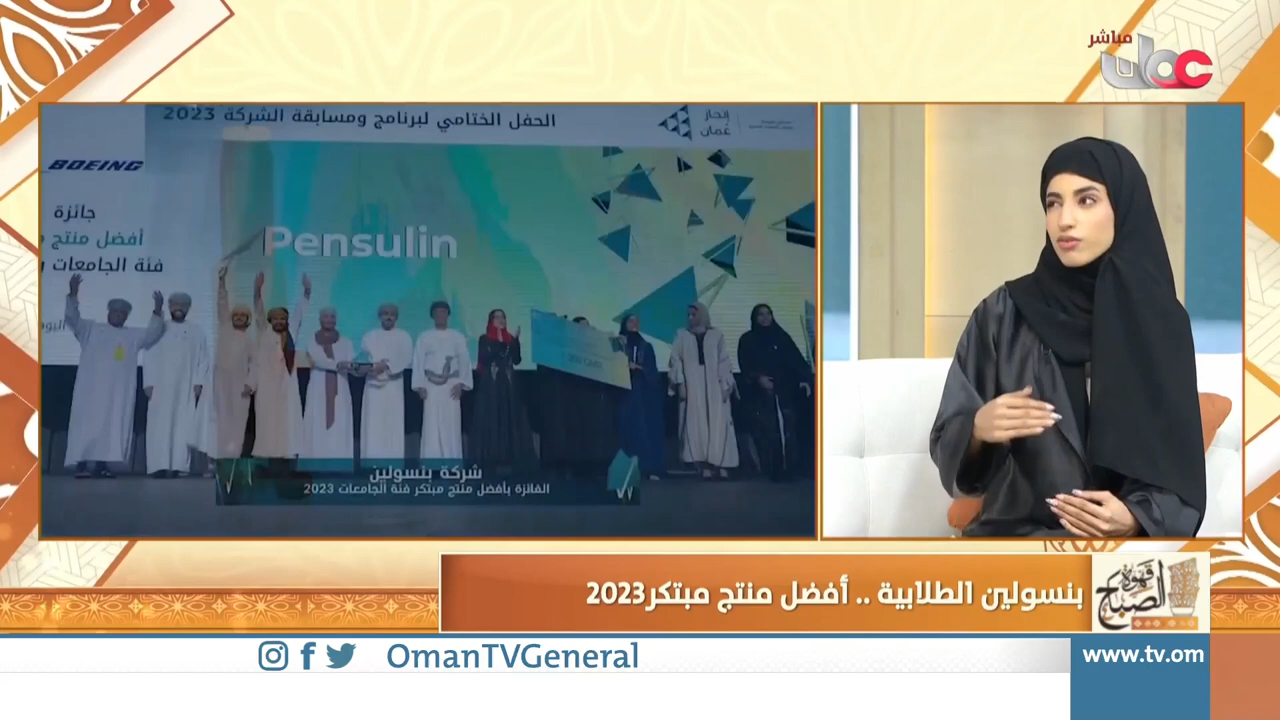 مباشر
الحفل الختامي لبرنامج ومسابقة الشركة 2023
إنجاز
عُمان
BOEING
جائزة
أفضل منتج
فئة الجامعات و
Pensulin
شركة بنسولين
الفائزة بأفضل منتج مبتكر فئة الجامعات 2023
بنسولين الطلابية .. أفضل منتج مبتكر2023
قهوة
الصباح
OmanTVGeneral
www.tv.om